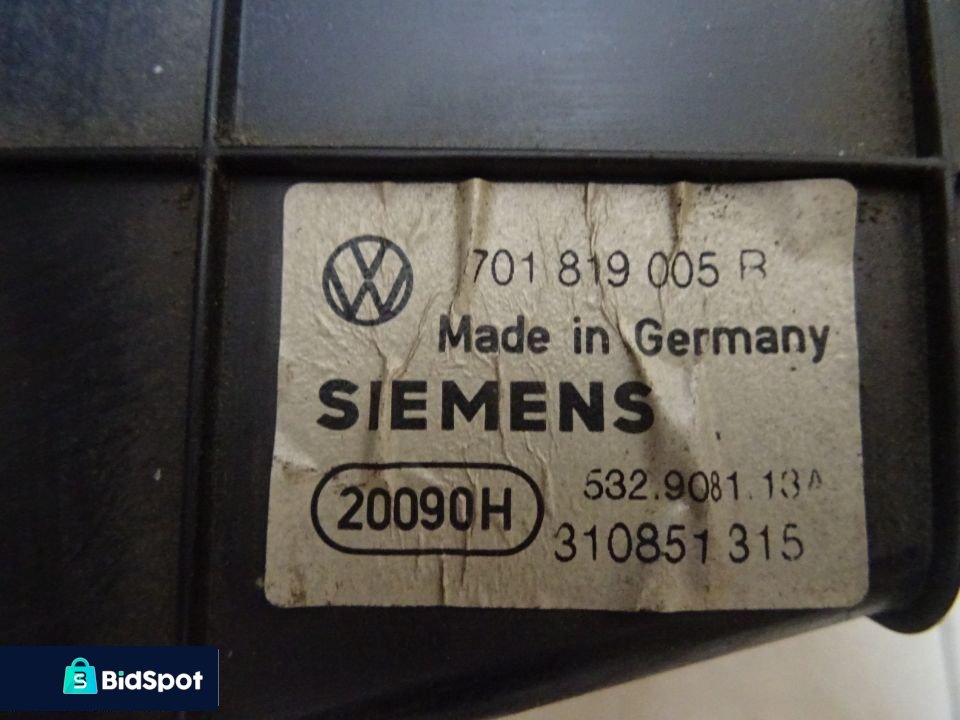 701 819 005 B
Made in Germany
SIEMENS
532.9081.13A
20090H
310851 315
BidSpot